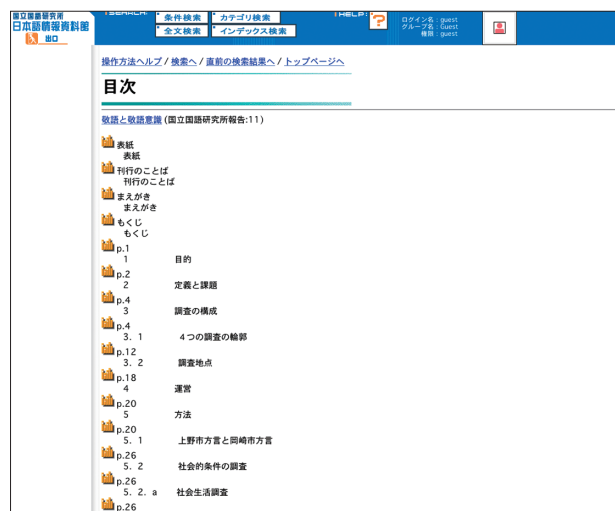 国立国語研究所
日本語情報資料館
出口
条件検索
カテゴリ検索
全文検索
インデックス検索
?
ログイン名 : guest
グループ名 : Guest
権限 : guest
操作方法ヘルプ / 検索へ / 直前の検索結果へ / トップページへ
目次
敬語と敬語意識 (国立国語研究所報告:11)
表紙
表紙
刊行のことば
刊行のことば
まえがき
まえがき
もくじ
もくじ
p.1
1 目的
p.2
2 定義と課題
p.4
3 調査の構成
p.4
3. 1 4つの調査の輪郭
p.12
3. 2 調査地点
p.18
4 運営
p.20
5 方法
p.20
5. 1 上野市方言と岡崎市方言
p.26
5. 2 社会的条件の調査
p.26
5. 2. a 社会生活調査
p.26